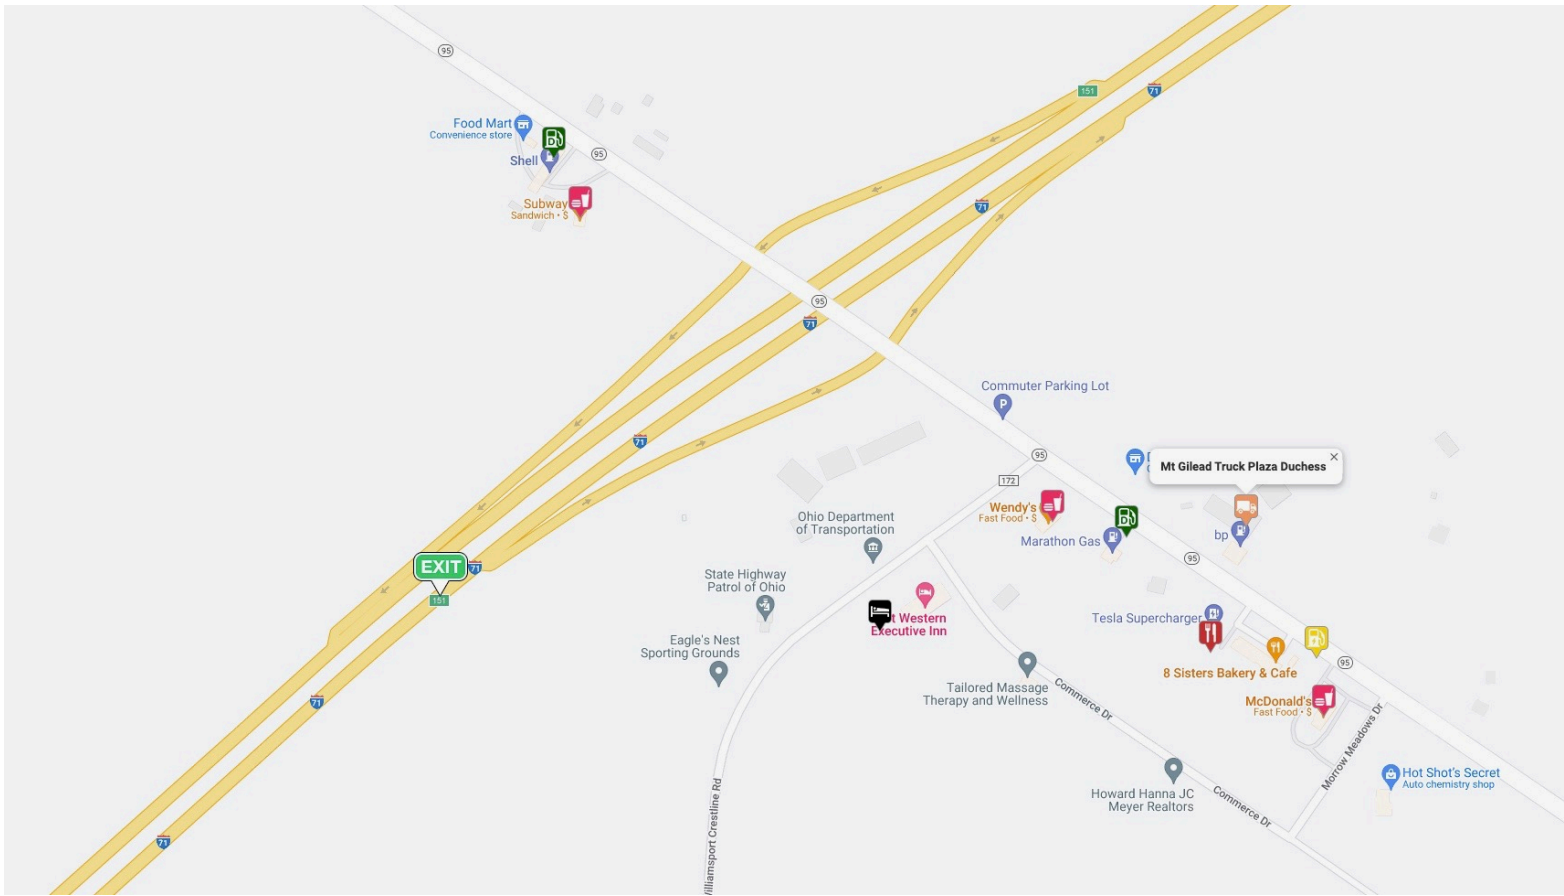 95
151
71
Food Mart
Convenience store
D
95
Shell
Subway
Sandwich • $
71
95
71
Commuter Parking Lot
71
95
Mt Gilead Truck Plaza Duchess
172
Wendy's
Fast Food • $
Ohio Department
of Transportation
D
Marathon Gas
bp
95
EXIT
71
151
State Highway
Patrol of Ohio
Western
Executive Inn
Tesla Supercharger
Eagle's Nest
Sporting Grounds
95
8 Sisters Bakery & Cafe
Tailored Massage
Therapy and Wellness
Commerce Dr
McDonald's
Fast Food • $
71
Morrow Meadows Dr
Hot Shot's Secret
Auto chemistry shop
Howard Hanna JC
Meyer Realtors
Commerce Dr
Crestline Rd
71